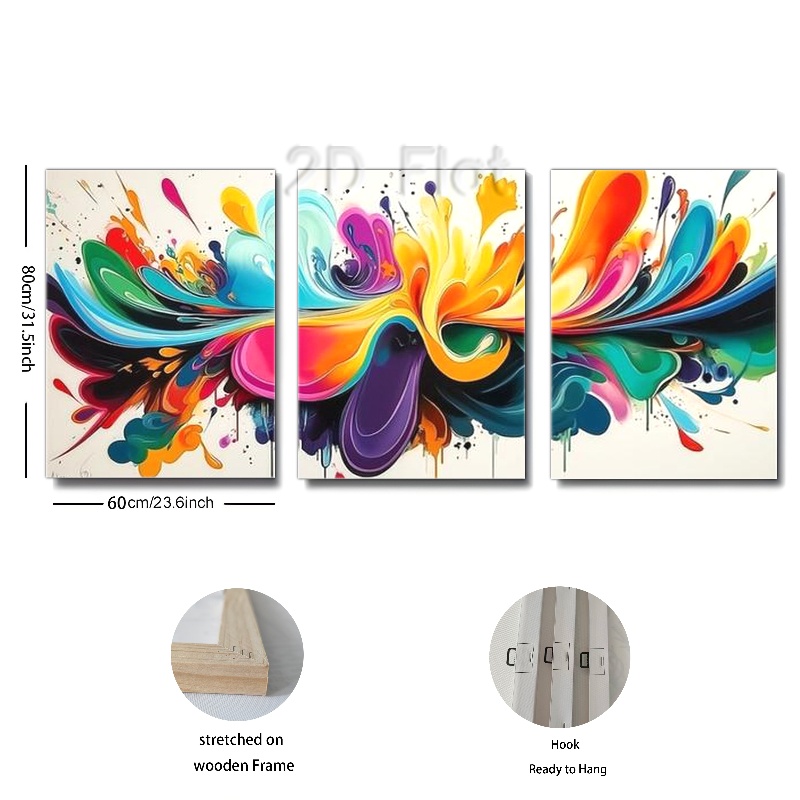 2D Flat
80cm/31.5inch
60cm/23.6inch
stretched on
wooden Frame
Hook
Ready to Hang